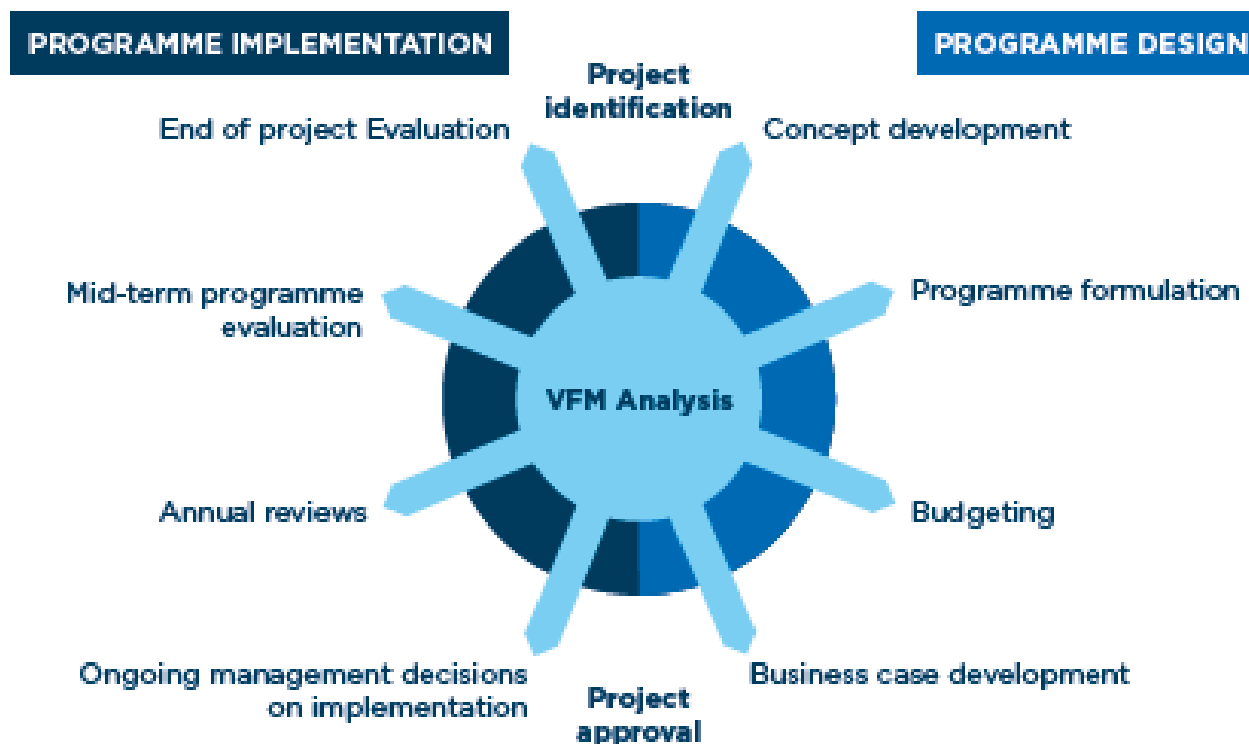 PROGRAMME IMPLEMENTATION
PROGRAMME DESIGN
Project
identification
End of project Evaluation
Concept development
Mid-term programme
evaluation
Programme formulation
VFM Analysis
Annual reviews
Budgeting
Ongoing management decisions
on implementation
Business case development
Project
approval